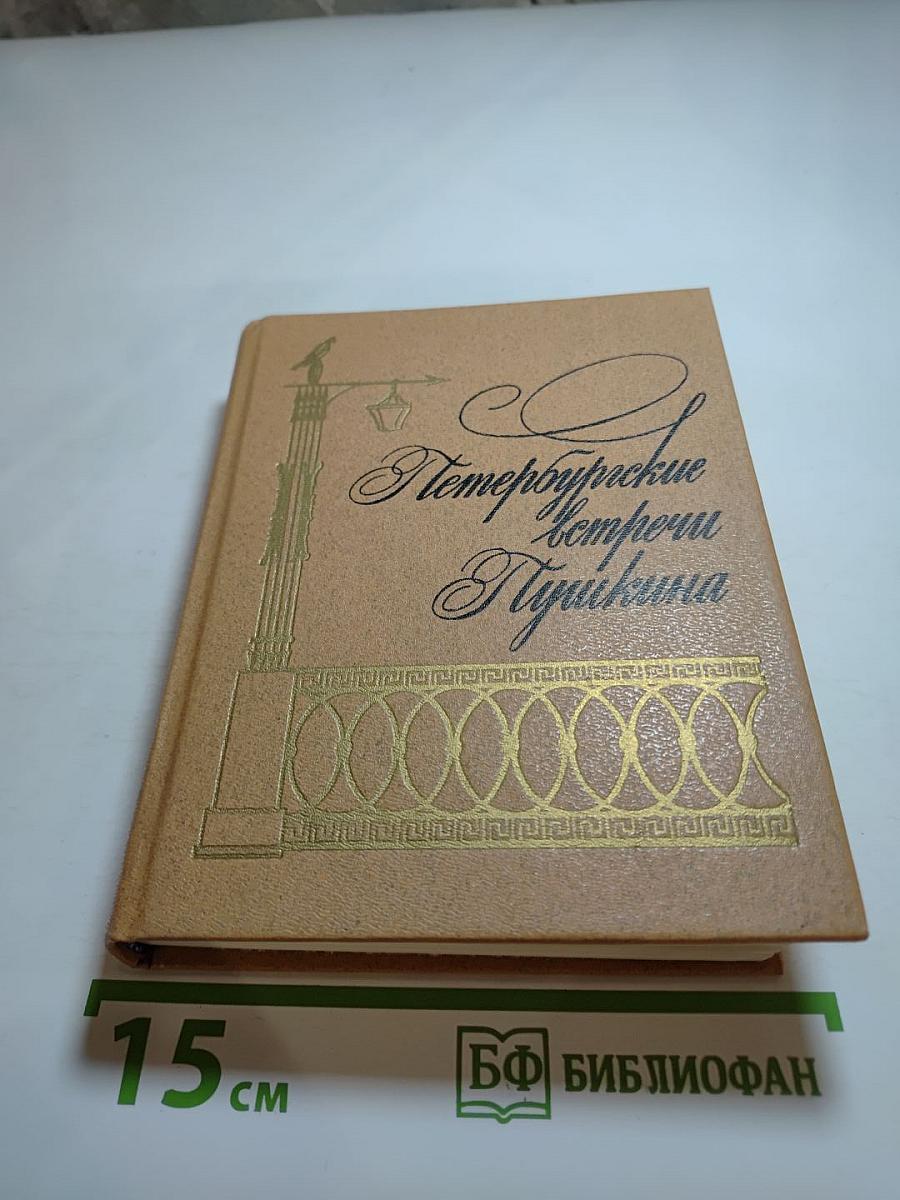 Петербургские
встречи
Пушкина
15 см
БФ БИБЛИОФАН